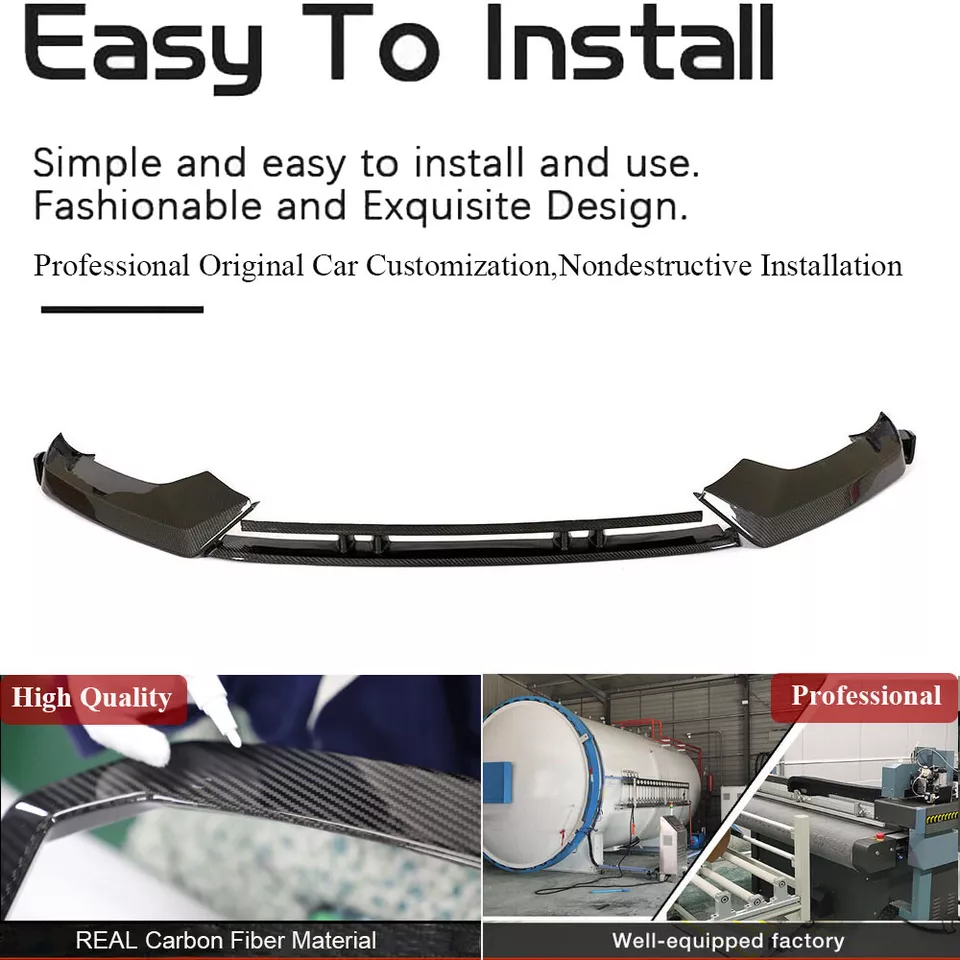 Easy To Install
Simple and easy to install and use.
Fashionable and Exquisite Design.
Professional Original Car Customization,Nondestructive Installation
High Quality
Professional
REAL Carbon Fiber Material
Well-equipped factory